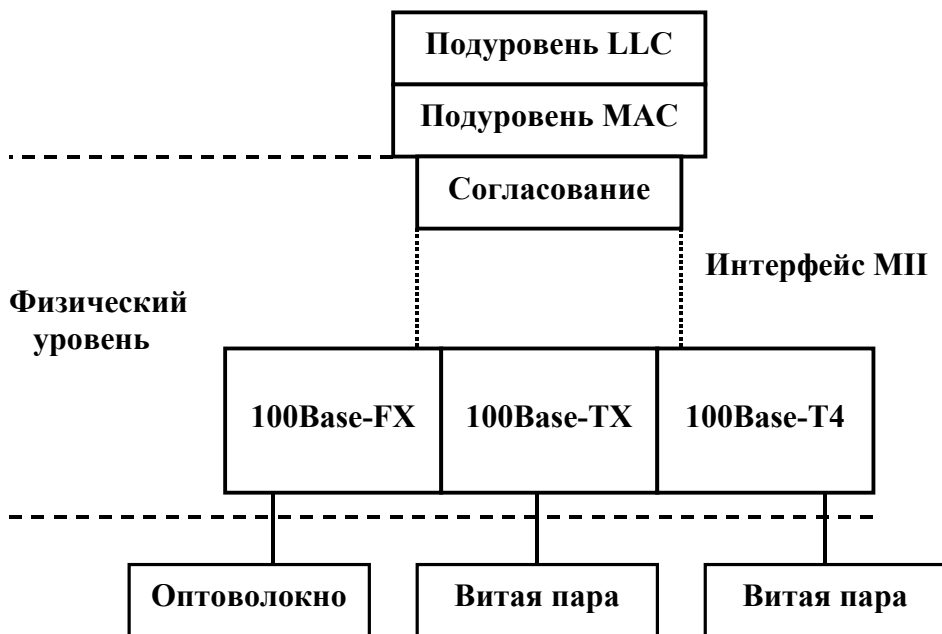 Подуровень LLC
Подуровень MAC
Согласование
Интерфейс MII
Физический
уровень
100Base-FX
100Base-TX
100Base-T4
Оптоволокно
Витая пара
Витая пара